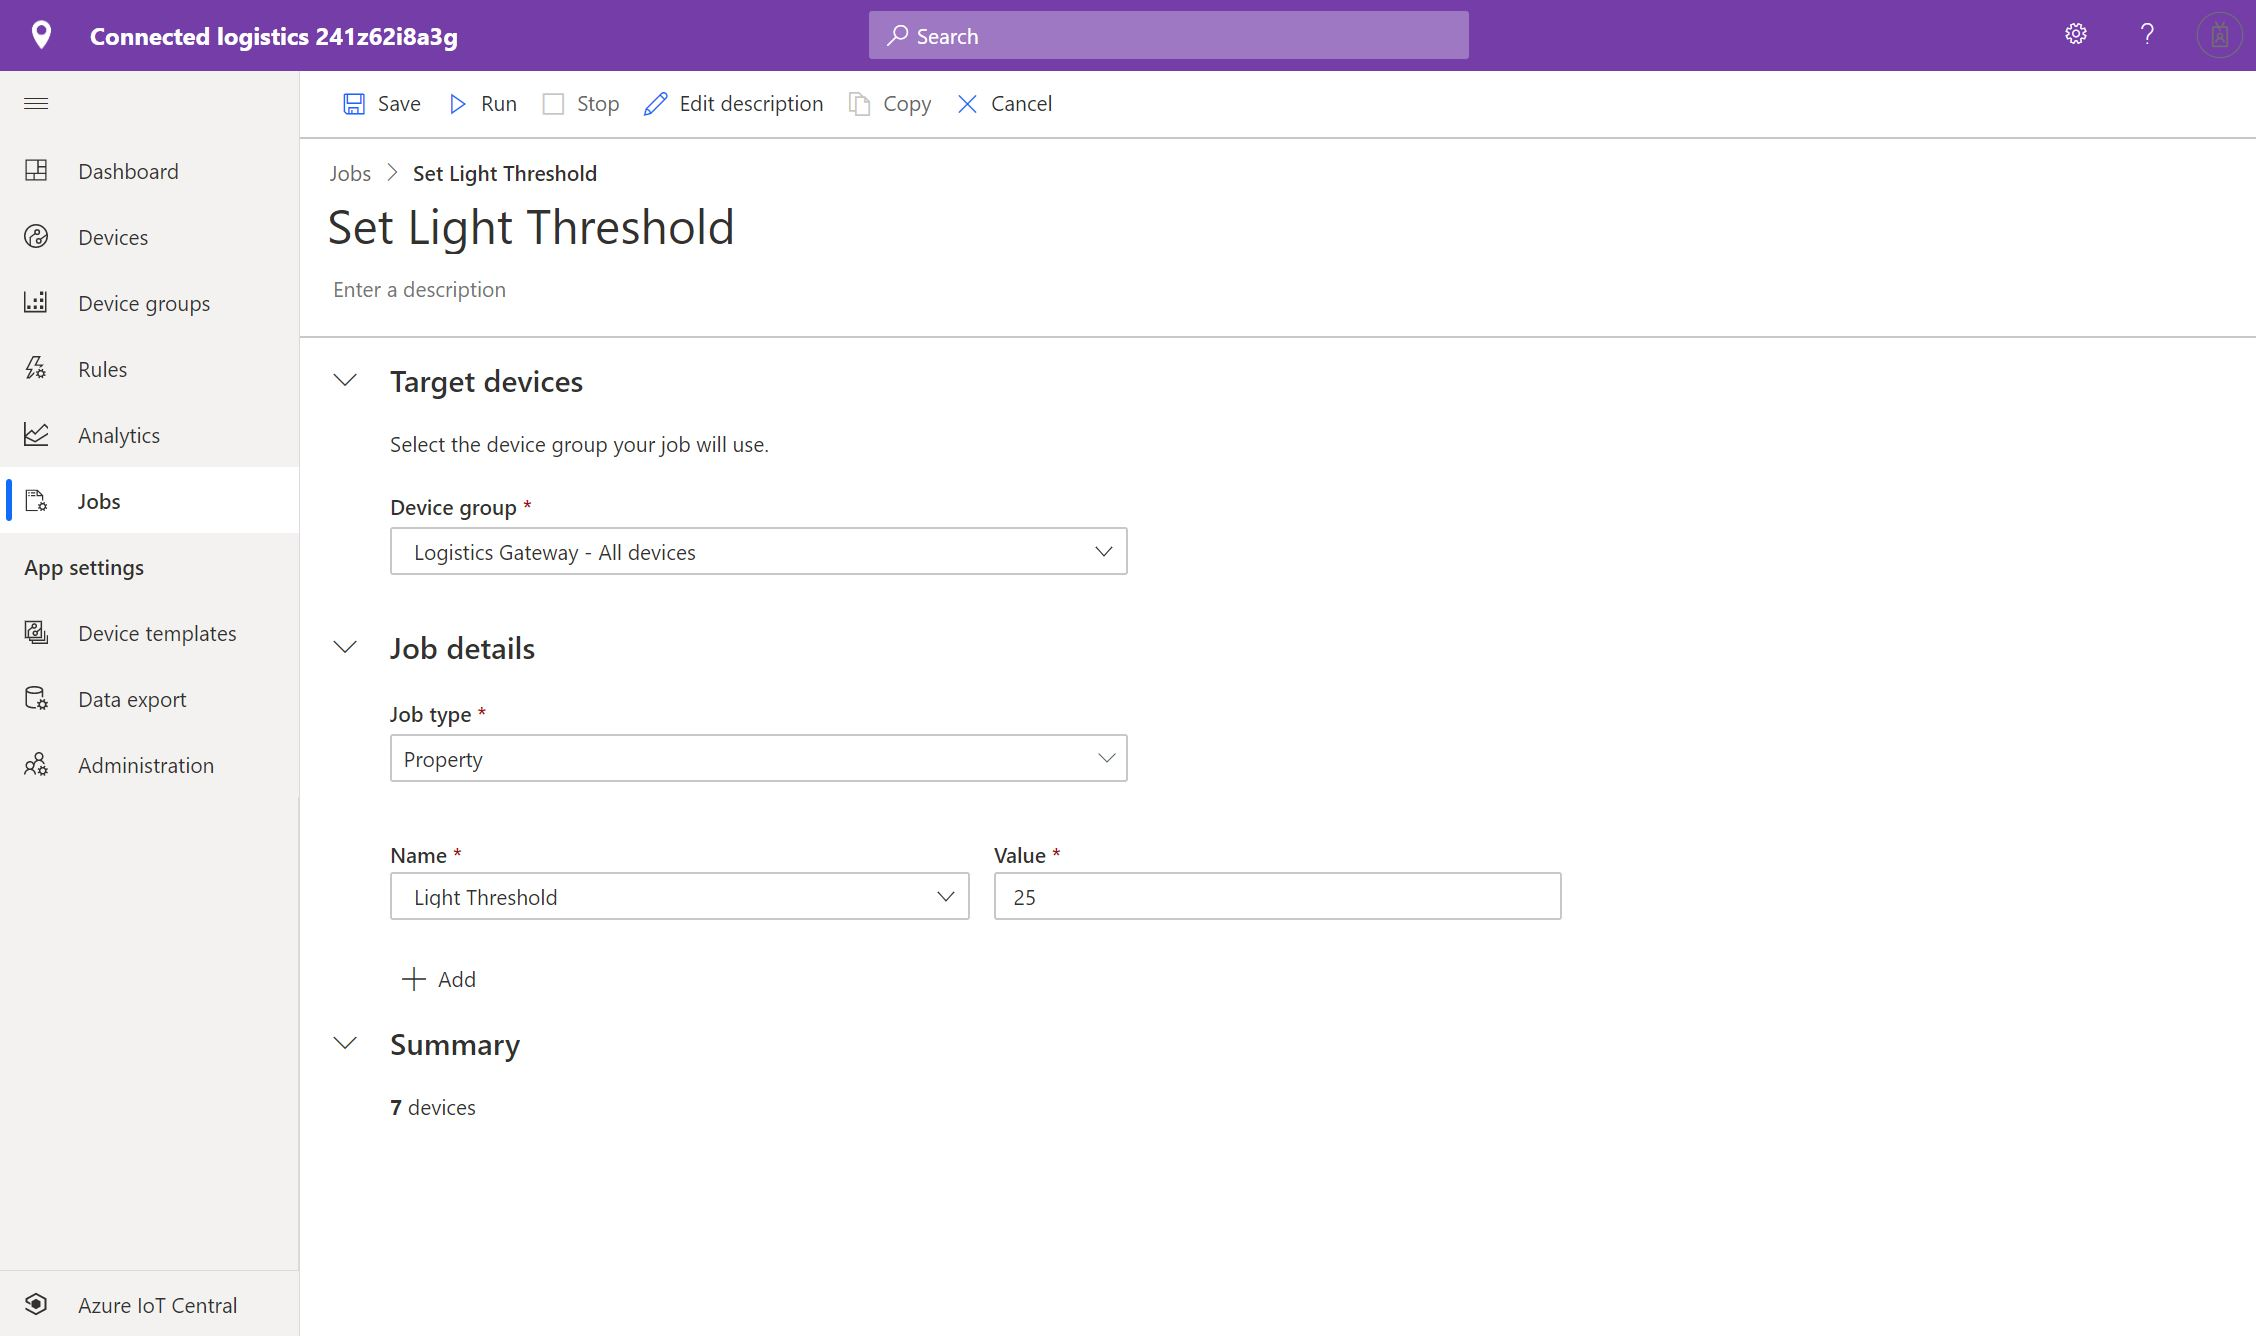 Connected logistics 241z62i8a3g
Search
?
Save
Run
Stop
Edit description
Copy
Cancel
Dashboard
Devices
Device groups
Rules
Analytics
Jobs
App settings
Device templates
Data export
Administration
Azure IoT Central
Jobs > Set Light Threshold
Set Light Threshold
Enter a description
Target devices
Select the device group your job will use.
Device group *
Logistics Gateway - All devices
Job details
Job type *
Property
Name *
Light Threshold
Value *
25
Add
Summary
7 devices